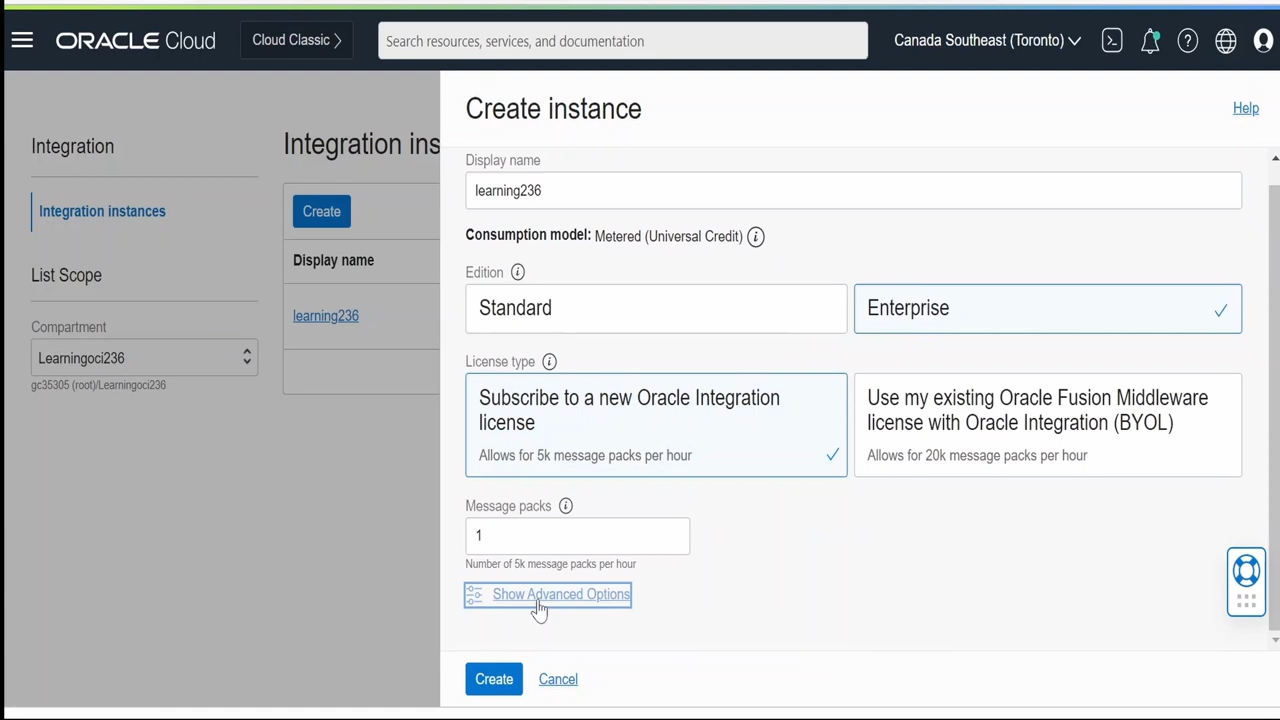 ORACLE Cloud
Cloud Classic
Search resources, services, and documentation
Canada Southeast (Toronto)
Integration
Integration instances
List Scope
Compartment
Learningoci236
gc35305 (root)/Learningoci236
Integration ins
Create
Display name
learning236
Create instance
Help
Display name
learning236
Consumption model: Metered (Universal Credit)
Edition
Standard
Enterprise
License type
Subscribe to a new Oracle Integration
license
Allows for 5k message packs per hour
Use my existing Oracle Fusion Middleware
license with Oracle Integration (BYOL)
Allows for 20k message packs per hour
Message packs
1
Number of 5k message packs per hour
Show Advanced Options
Create
Cancel